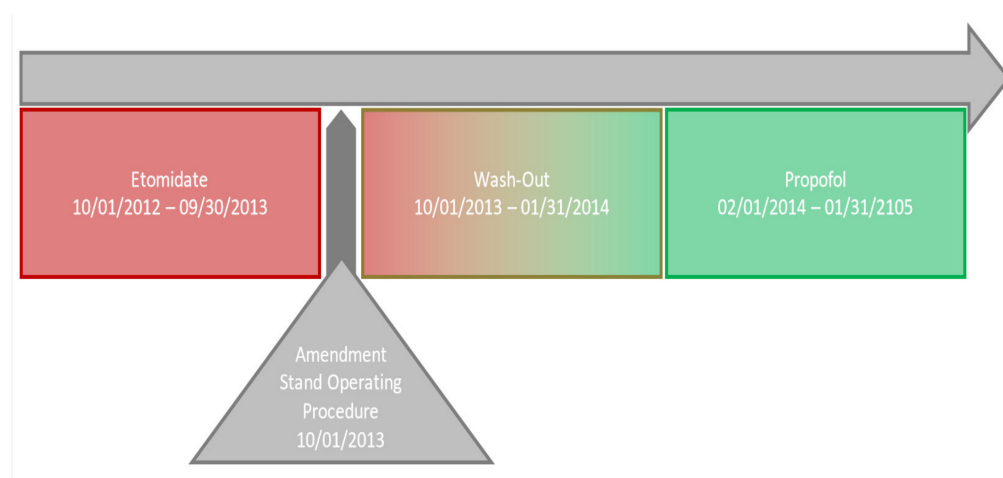 Etomidate
10/01/2012 – 09/30/2013
Wash-Out
10/01/2013 – 01/31/2014
Propofol
02/01/2014 – 01/31/2105
Amendment
Stand Operating
Procedure
10/01/2013